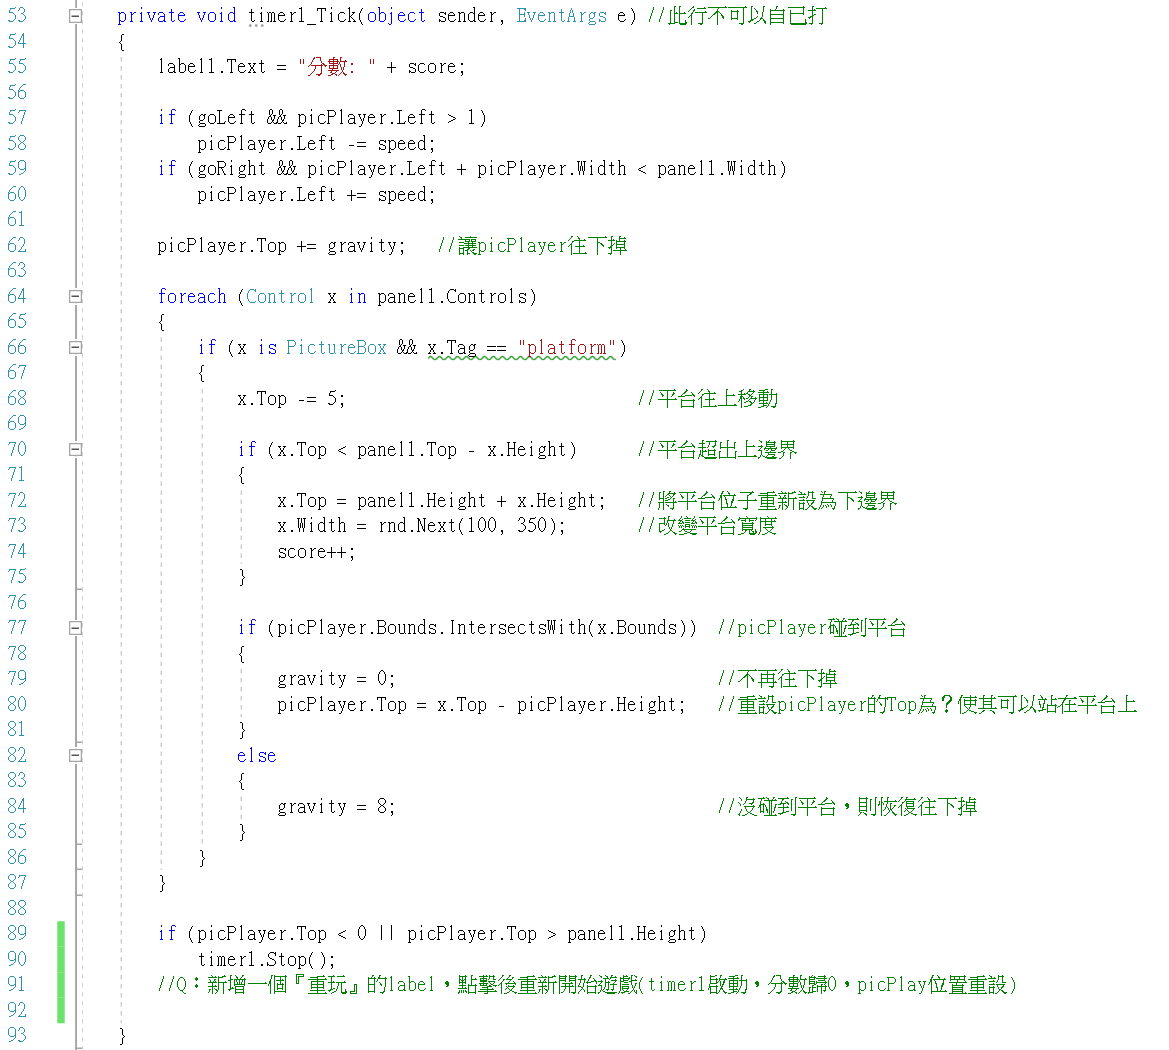 53 private void timer1_Tick(object sender, EventArgs e) //此行不可以自已打
54 {
55 label1.Text = "分數: " + score;
56
57 if (goLeft && picPlayer.Left > 1)
58 picPlayer.Left -= speed;
59 if (goRight && picPlayer.Left + picPlayer.Width < panel1.Width)
60 picPlayer.Left += speed;
61
62 picPlayer.Top += gravity; //讓picPlayer往下掉
63
64 foreach (Control x in panel1.Controls)
65 {
66 if (x is PictureBox && x.Tag == "platform")
67 {
68 x.Top -= 5; //平台往上移動
69
70 if (x.Top < panel1.Top - x.Height) //平台超出上邊界
71 {
72 x.Top = panel1.Height + x.Height; //將平台位子重新設為下邊界
73 x.Width = rnd.Next(100, 350); //改變平台寬度
74 score++;
75 }
76
77 if (picPlayer.Bounds.IntersectsWith(x.Bounds)) //picPlayer碰到平台
78 {
79 gravity = 0; //不再往下掉
80 picPlayer.Top = x.Top - picPlayer.Height; //重設picPlayer的Top為？使其可以站在平台上
81 }
82 else
83 {
84 gravity = 8; //沒碰到平台，則恢復往下掉
85 }
86 }
87 }
88
89 if (picPlayer.Top < 0 || picPlayer.Top > panel1.Height)
90 timer1.Stop();
91 //Q：新增一個『重玩』的label，點擊後重新開始遊戲(timer1啟動，分數歸0，picPlay位置重設)
92
93 }